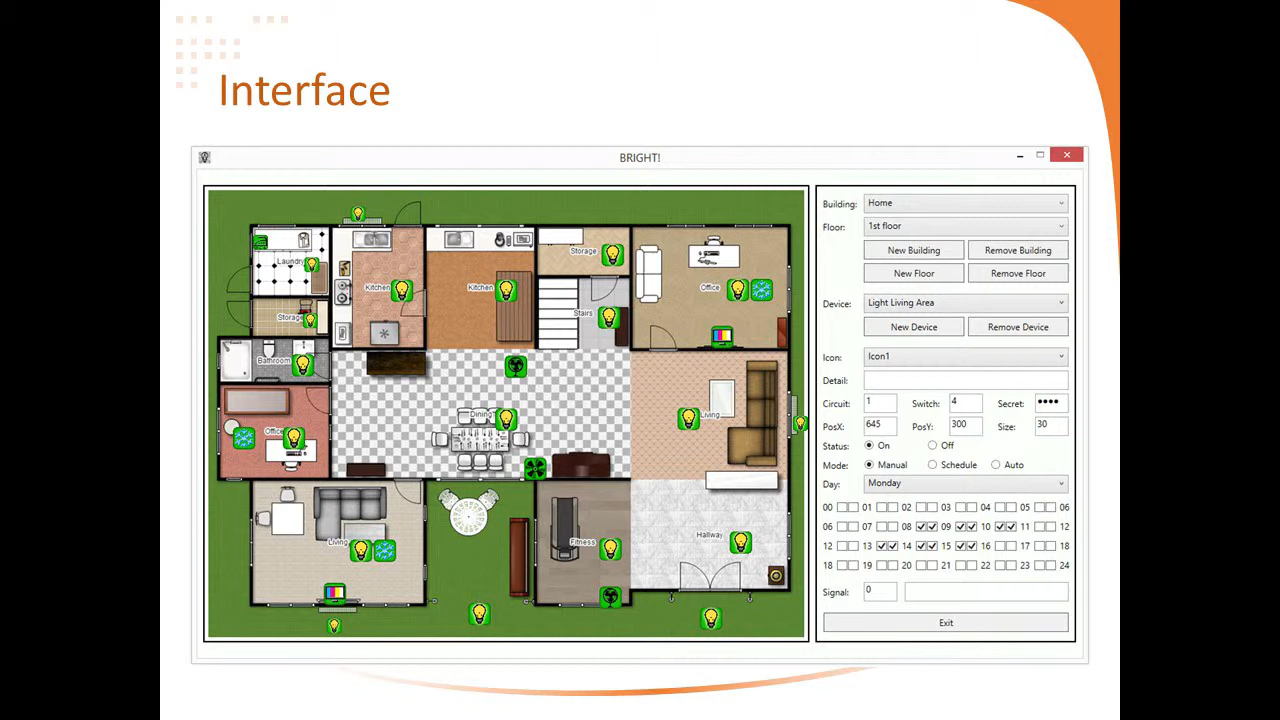 Interface
BRIGHT!
Laundry
Kitchen
Kitchen
Storage
Office
Storage
Stairs
Bathroom
Office
Dining
Living
Living
Fitness
Hallway
Building: Home
Floor: 1st floor
New Building Remove Building
New Floor Remove Floor
Device: Light Living Area
New Device Remove Device
Icon: Icon1
Detail:
Circuit: 1 Switch: 4 Secret: ●●●●
PosX: 645 PosY: 300 Size: 30
Status: On Off
Mode: Manual Schedule Auto
Day: Monday
00 01 02 03 04 05 06
06 07 08 09 10 11 12
12 13 14 15 16 17 18
18 19 20 21 22 23 24
Signal: 0
Exit